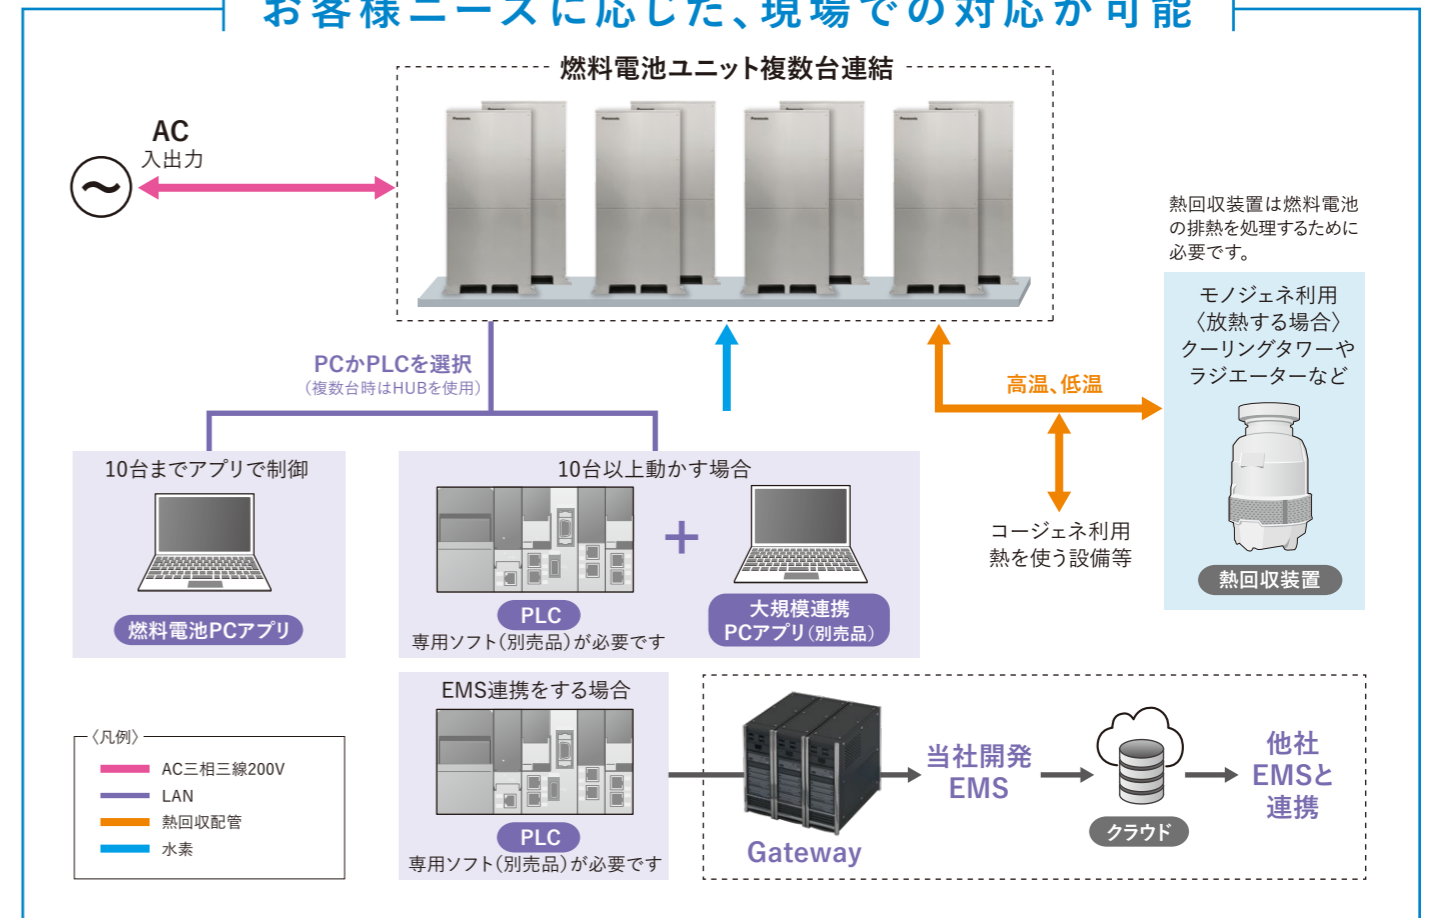 お客様ニーズに応じた、現場での対応が可能
燃料電池ユニット複数台連結
Panasonic
Panasonic
Panasonic
Panasonic
AC
入出力
熱回収装置は燃料電池
の排熱を処理するために
必要です。
モノジェネ利用
〈放熱する場合〉
クーリングタワーや
ラジエーターなど
熱回収装置
PCかPLCを選択
（複数台時はHUBを使用）
高温、低温
コージェネ利用
熱を使う設備等
10台までアプリで制御
燃料電池PCアプリ
10台以上動かす場合
+
PLC
専用ソフト（別売品）が必要です
大規模連携
PCアプリ（別売品）
EMS連携をする場合
PLC
専用ソフト（別売品）が必要です
Gateway
当社開発
EMS
クラウド
他社
EMSと
連携
〈凡例〉
AC三相三線200V
LAN
熱回収配管
水素